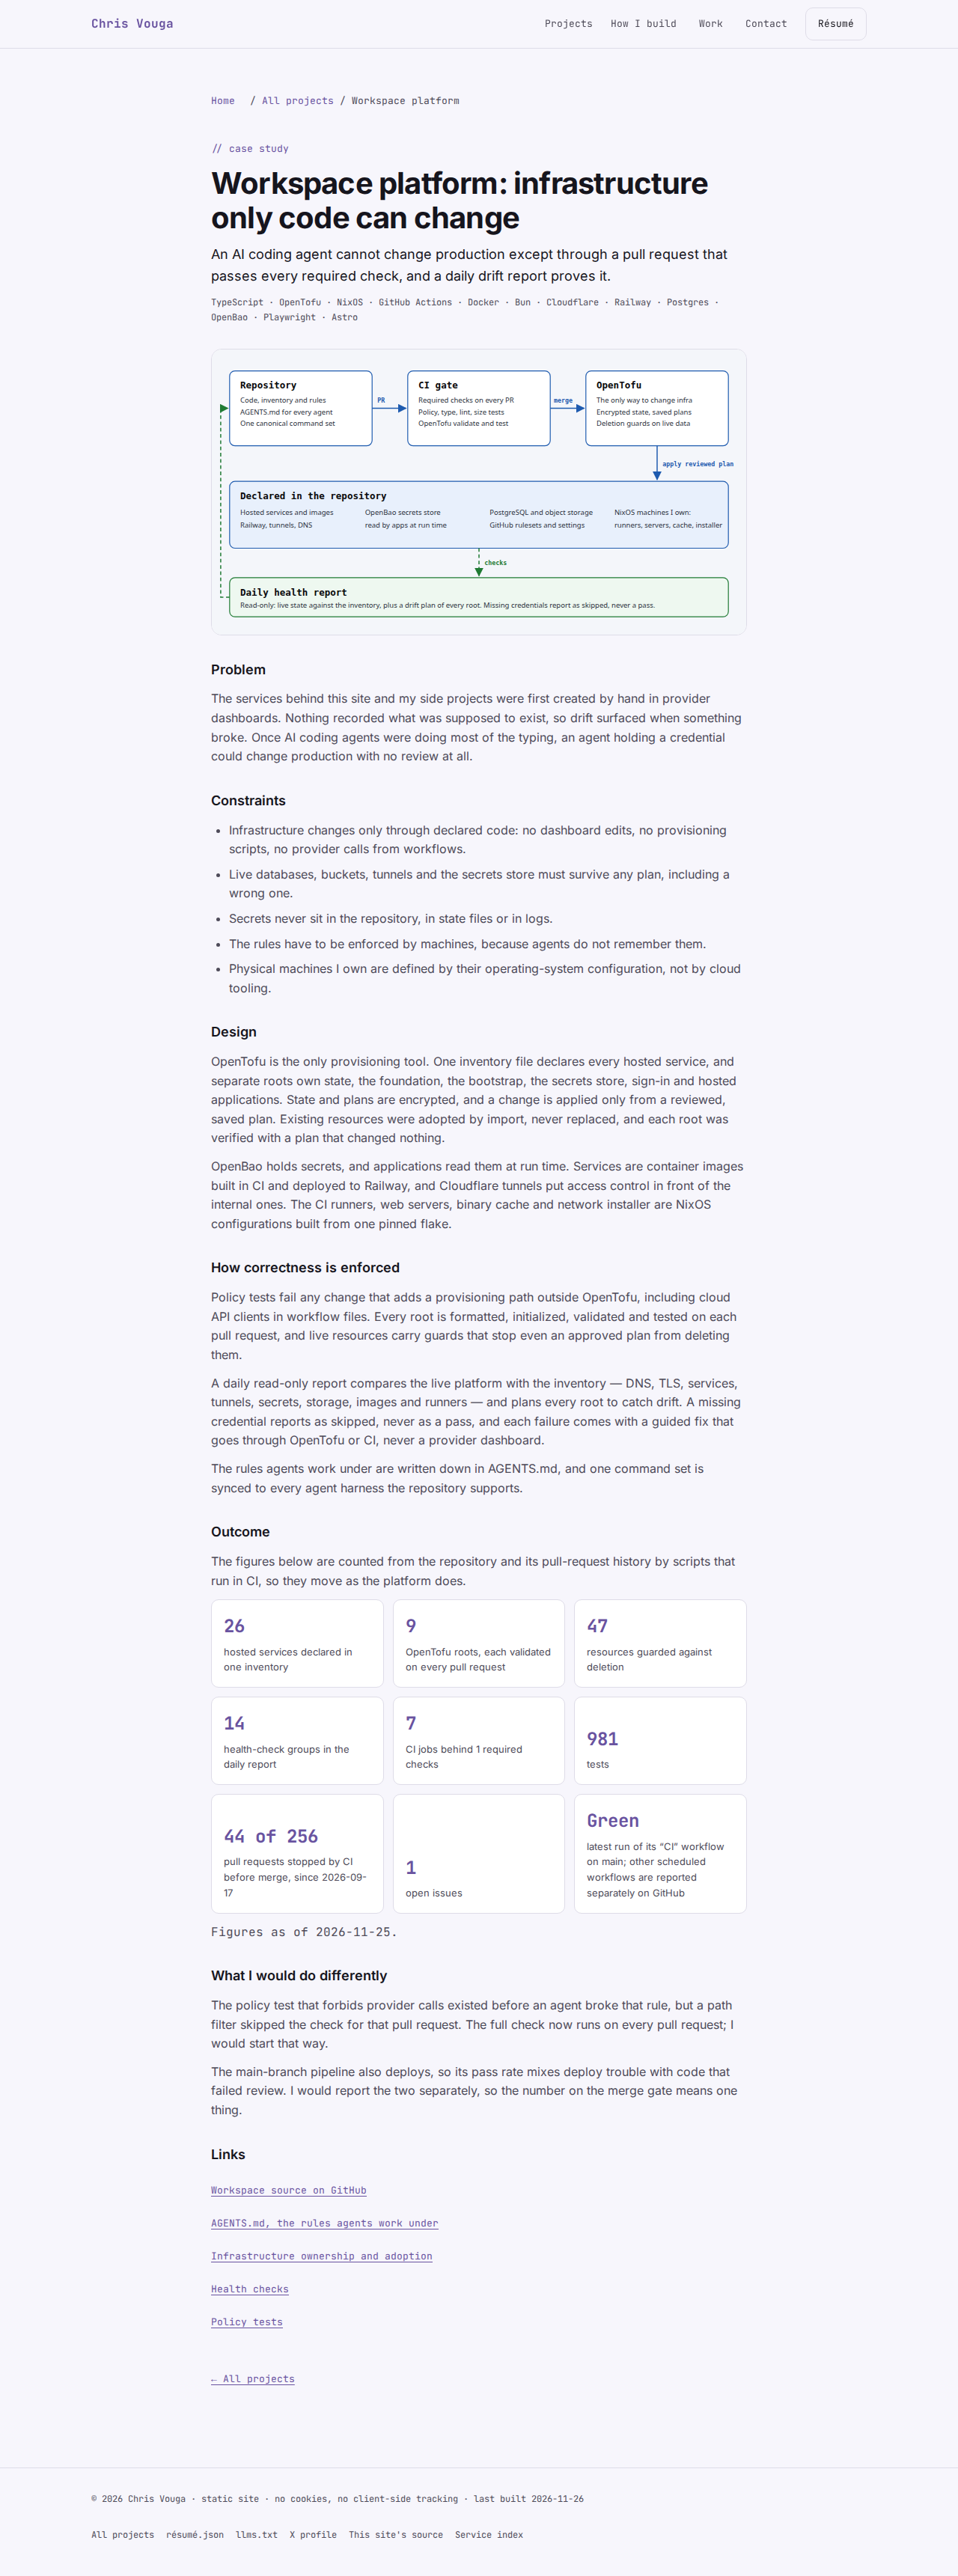 Chris Vouga
Projects How I build Work Contact Résumé
Home / All projects / Workspace platform
// case study
Workspace platform: infrastructure
only code can change
An AI coding agent cannot change production except through a pull request that
passes every required check, and a daily drift report proves it.
TypeScript · OpenTofu · NixOS · GitHub Actions · Docker · Bun · Cloudflare · Railway · Postgres ·
OpenBao · Playwright · Astro
Repository
Code, inventory and rules
AGENTS.md for every agent
One canonical command set
PR
CI gate
Required checks on every PR
Policy, type, lint, size tests
OpenTofu validate and test
merge
OpenTofu
The only way to change infra
Encrypted state, saved plans
Deletion guards on live data
apply reviewed plan
Declared in the repository
Hosted services and images
Railway, tunnels, DNS
OpenBao secrets store
read by apps at run time
PostgreSQL and object storage
GitHub rulesets and settings
NixOS machines I own:
runners, servers, cache, installer
checks
Daily health report
Read-only: live state against the inventory, plus a drift plan of every root. Missing credentials report as skipped, never a pass.
Problem
The services behind this site and my side projects were first created by hand in provider
dashboards. Nothing recorded what was supposed to exist, so drift surfaced when something
broke. Once AI coding agents were doing most of the typing, an agent holding a credential
could change production with no review at all.
Constraints
• Infrastructure changes only through declared code: no dashboard edits, no provisioning
scripts, no provider calls from workflows.
• Live databases, buckets, tunnels and the secrets store must survive any plan, including a
wrong one.
• Secrets never sit in the repository, in state files or in logs.
• The rules have to be enforced by machines, because agents do not remember them.
• Physical machines I own are defined by their operating-system configuration, not by cloud
tooling.
Design
OpenTofu is the only provisioning tool. One inventory file declares every hosted service, and
separate roots own state, the foundation, the bootstrap, the secrets store, sign-in and hosted
applications. State and plans are encrypted, and a change is applied only from a reviewed,
saved plan. Existing resources were adopted by import, never replaced, and each root was
verified with a plan that changed nothing.
OpenBao holds secrets, and applications read them at run time. Services are container images
built in CI and deployed to Railway, and Cloudflare tunnels put access control in front of the
internal ones. The CI runners, web servers, binary cache and network installer are NixOS
configurations built from one pinned flake.
How correctness is enforced
Policy tests fail any change that adds a provisioning path outside OpenTofu, including cloud
API clients in workflow files. Every root is formatted, initialized, validated and tested on each
pull request, and live resources carry guards that stop even an approved plan from deleting
them.
A daily read-only report compares the live platform with the inventory — DNS, TLS, services,
tunnels, secrets, storage, images and runners — and plans every root to catch drift. A missing
credential reports as skipped, never as a pass, and each failure comes with a guided fix that
goes through OpenTofu or CI, never a provider dashboard.
The rules agents work under are written down in AGENTS.md, and one command set is
synced to every agent harness the repository supports.
Outcome
The figures below are counted from the repository and its pull-request history by scripts that
run in CI, so they move as the platform does.
26
hosted services declared in
one inventory
9
OpenTofu roots, each validated
on every pull request
47
resources guarded against
deletion
14
health-check groups in the
daily report
7
CI jobs behind 1 required
checks
981
tests
44 of 256
pull requests stopped by CI
before merge, since 2026-09-
17
1
open issues
Green
latest run of its “CI” workflow
on main; other scheduled
workflows are reported
separately on GitHub
Figures as of 2026-11-25.
What I would do differently
The policy test that forbids provider calls existed before an agent broke that rule, but a path
filter skipped the check for that pull request. The full check now runs on every pull request; I
would start that way.
The main-branch pipeline also deploys, so its pass rate mixes deploy trouble with code that
failed review. I would report the two separately, so the number on the merge gate means one
thing.
Links
Workspace source on GitHub
AGENTS.md, the rules agents work under
Infrastructure ownership and adoption
Health checks
Policy tests
← All projects
© 2026 Chris Vouga · static site · no cookies, no client-side tracking · last built 2026-11-26
All projects résumé.json llms.txt X profile This site's source Service index